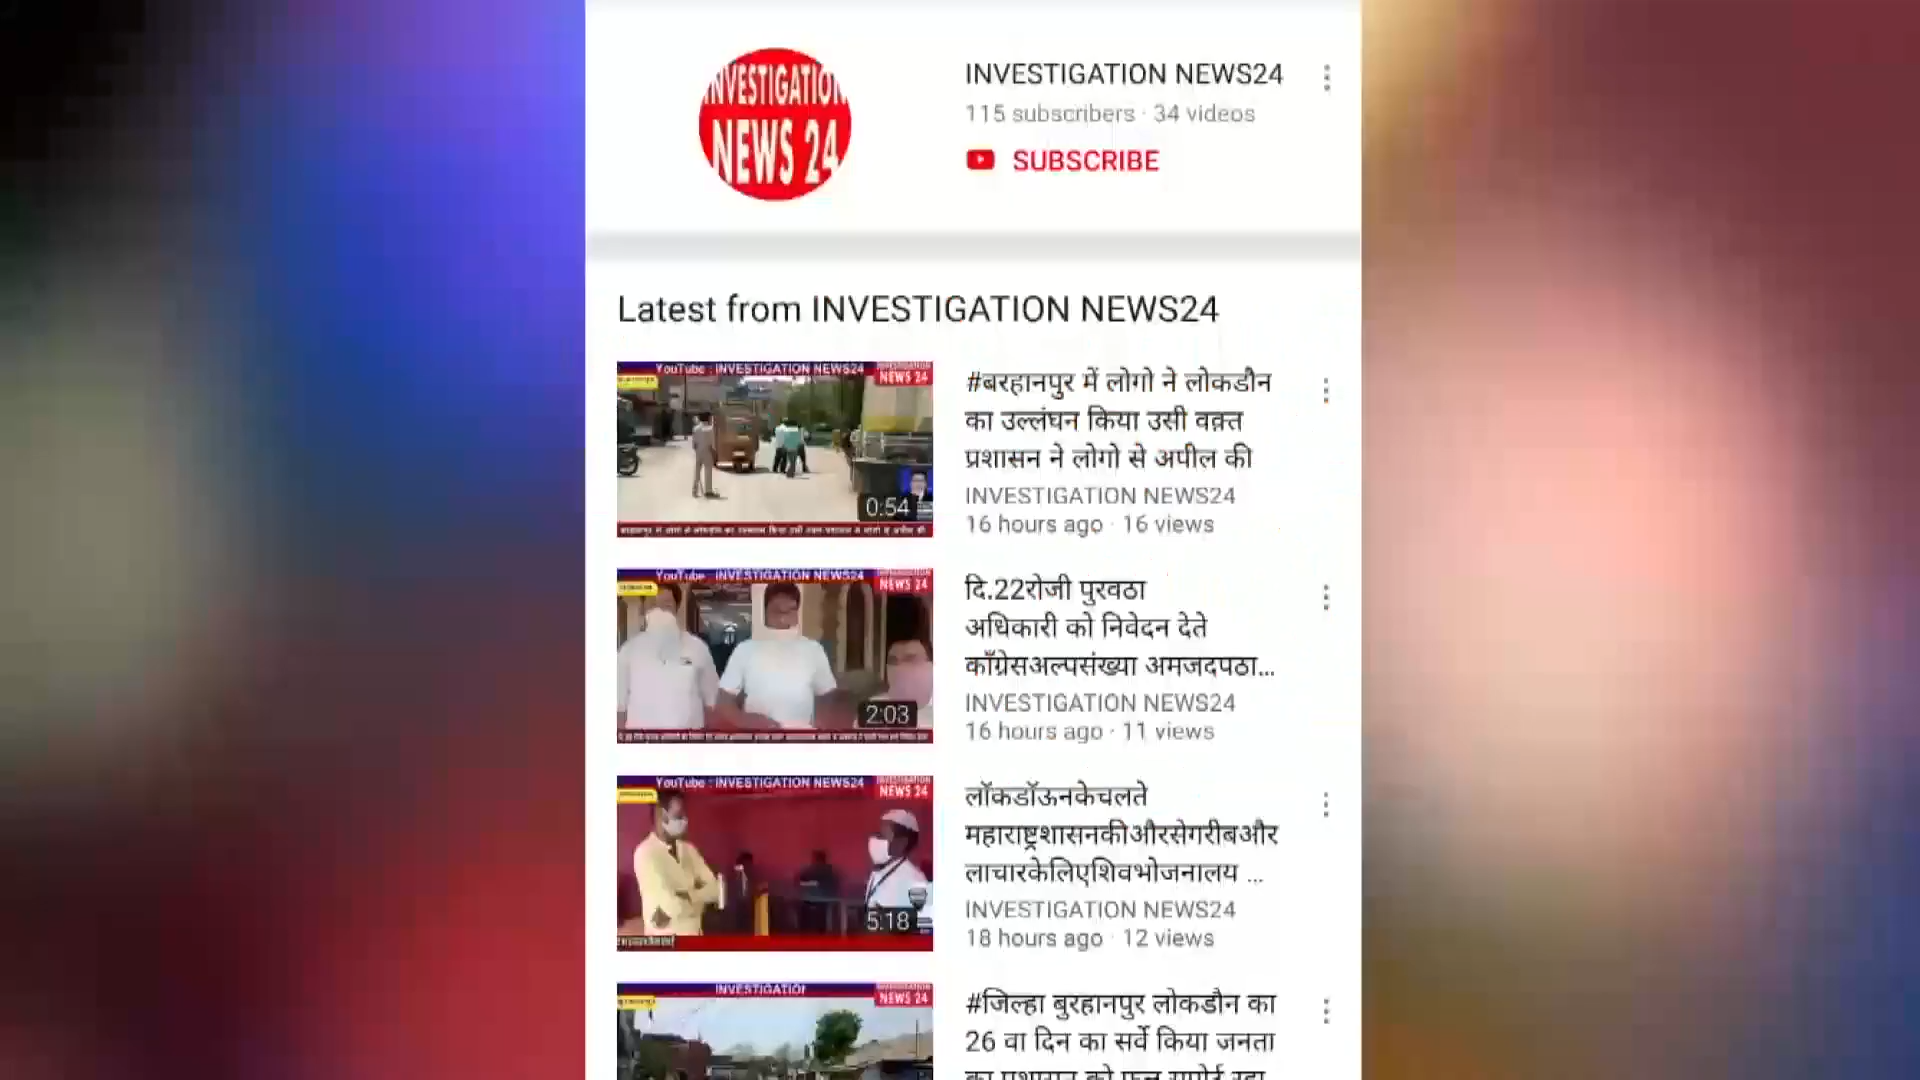 INVESTIGATION
NEWS 24
INVESTIGATION NEWS24
115 subscribers · 34 videos
SUBSCRIBE
Latest from INVESTIGATION NEWS24
YouTube : INVESTIGATION NEWS24
NEWS 24
0:54
#बरहानपुर में लोगो ने लोकडौन
का उल्लंघन किया उसी वक़्त
प्रशासन ने लोगो से अपील की
INVESTIGATION NEWS24
16 hours ago · 16 views
YouTube : INVESTIGATION NEWS24
NEWS 24
2:03
दि.22रोजी पुरवठा
अधिकारी को निवेदन देते
काँग्रेसअल्पसंख्या अमजदपठा...
INVESTIGATION NEWS24
16 hours ago · 11 views
YouTube : INVESTIGATION NEWS24
NEWS 24
5:18
लॉकडॉऊनकेचलते
महाराष्ट्रशासनकीऔरसेगरीबऔर
लाचारकेलिएशिवभोजनालय ...
INVESTIGATION NEWS24
18 hours ago · 12 views
NEWS 24
#जिल्हा बुरहानपुर लोकडौन का
26 वा दिन का सर्वे किया जनता